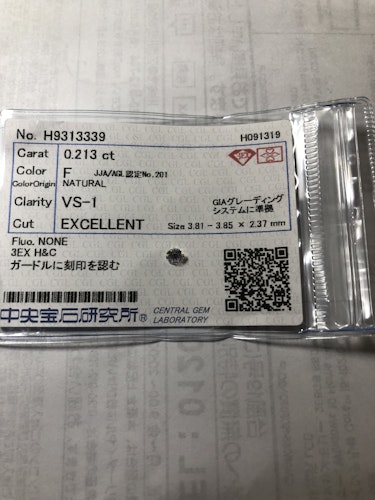 No. H9313339 H091319
Carat 0.213 ct
Color F JJA/AGL認定No.201
ColorOrigin NATURAL
Clarity VS-1 GIAグレーディング
システムに準拠
Cut EXCELLENT Size 3.81 - 3.85 × 2.37 mm
Fluo. NONE
3EX H&C
ガードルに刻印を認む
中央宝石研究所® CENTRAL GEM
LABORATORY